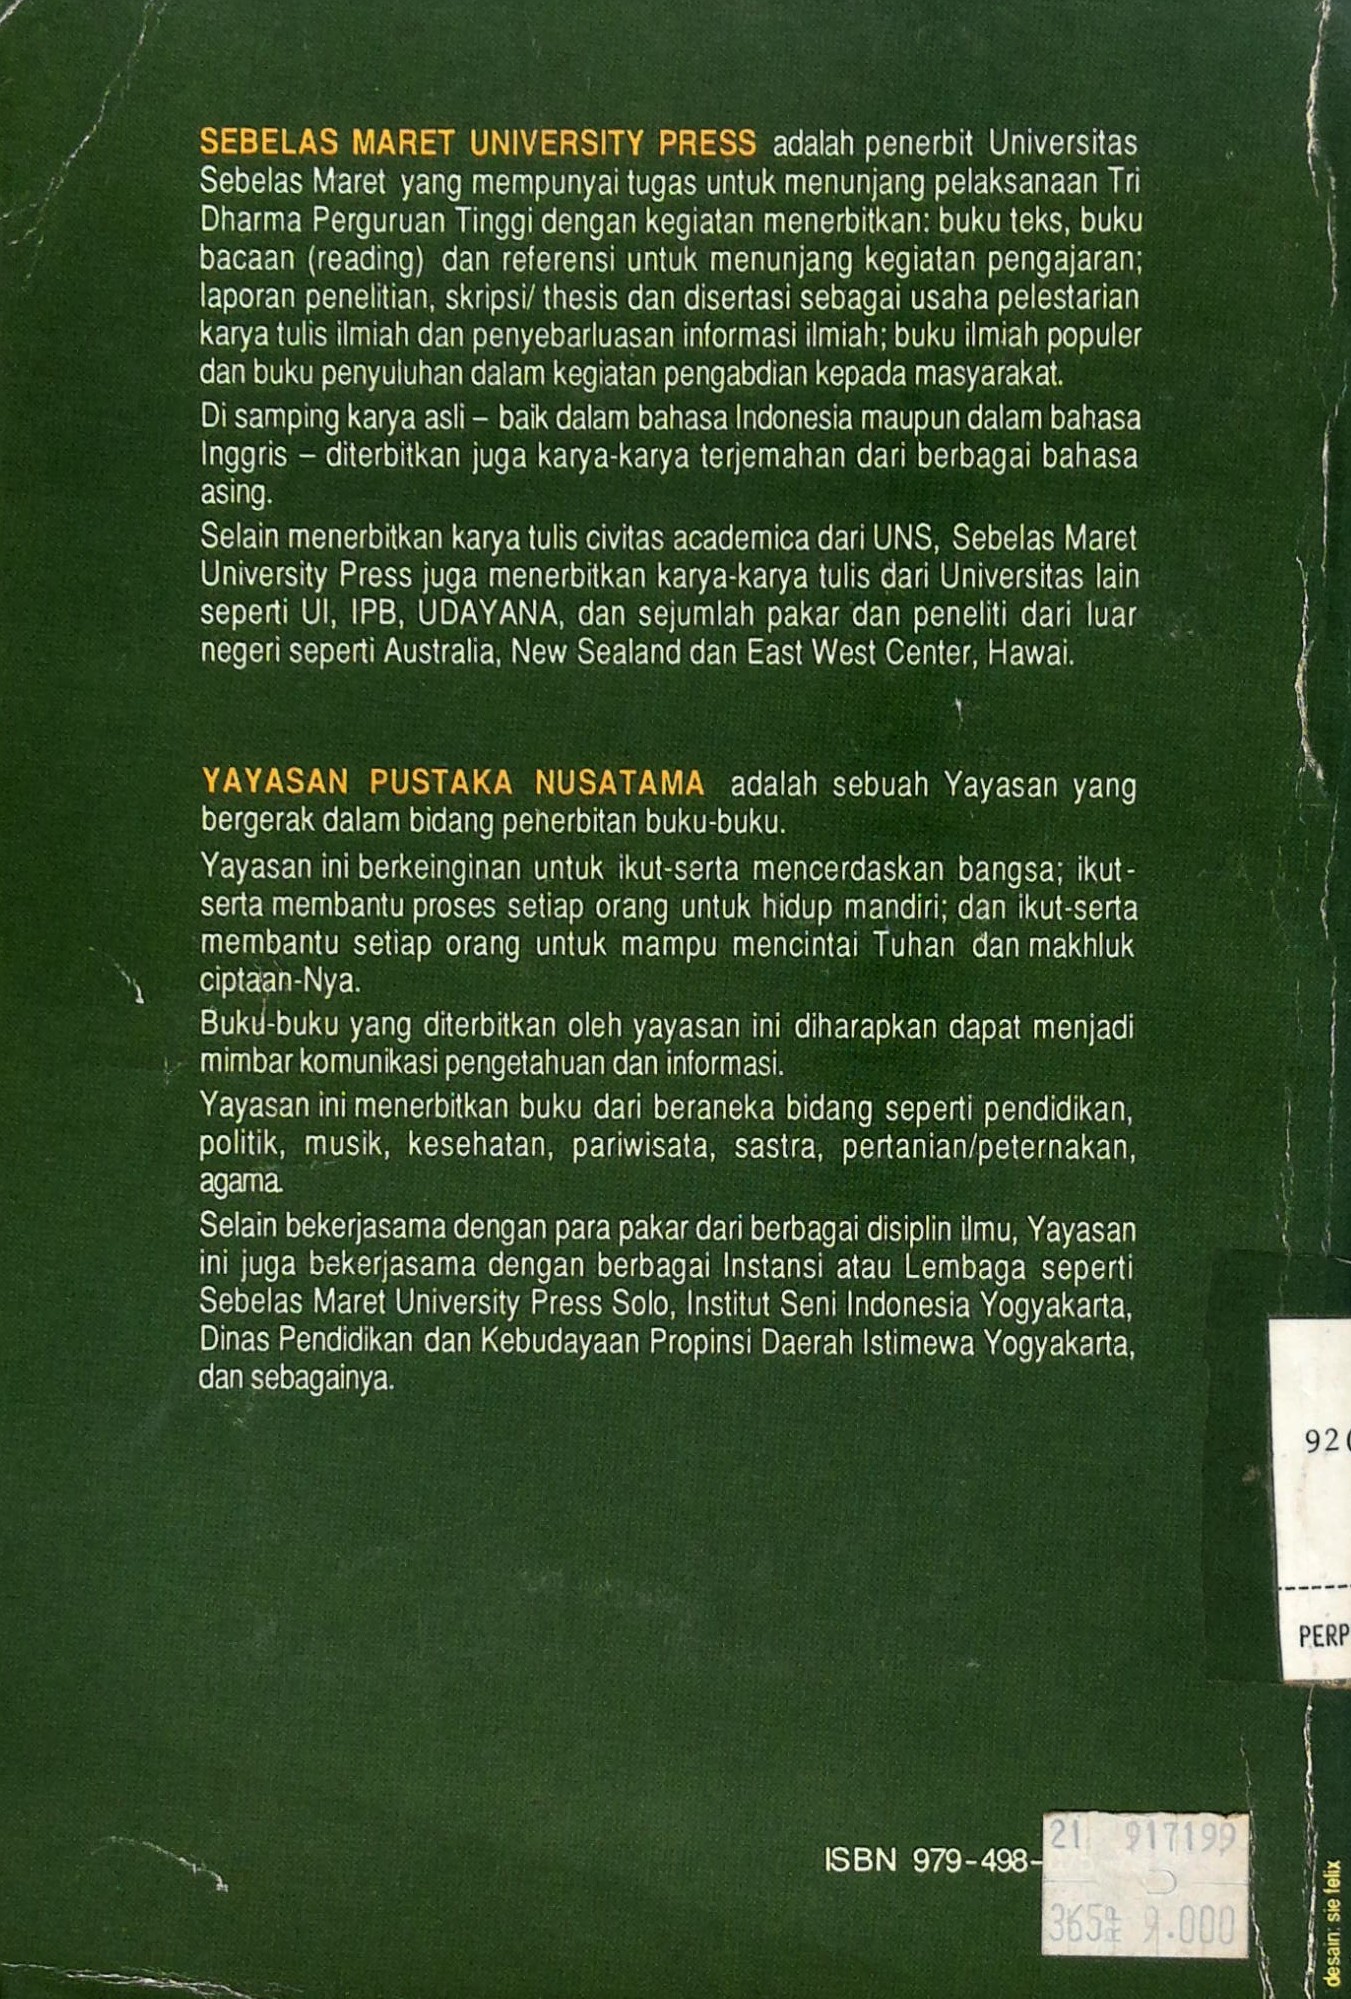 SEBELAS MARET UNIVERSITY PRESS adalah penerbit Universitas
Sebelas Maret yang mempunyai tugas untuk menunjang pelaksanaan Tri
Dharma Perguruan Tinggi dengan kegiatan menerbitkan: buku teks, buku
bacaan (reading) dan referensi untuk menunjang kegiatan pengajaran;
laporan penelitian, skripsi/ thesis dan disertasi sebagai usaha pelestarian
karya tulis ilmiah dan penyebarluasan informasi ilmiah; buku ilmiah populer
dan buku penyuluhan dalam kegiatan pengabdian kepada masyarakat.
Di samping karya asli – baik dalam bahasa Indonesia maupun dalam bahasa
Inggris – diterbitkan juga karya-karya terjemahan dari berbagai bahasa
asing.
Selain menerbitkan karya tulis civitas academica dari UNS, Sebelas Maret
University Press juga menerbitkan karya-karya tulis dari Universitas lain
seperti UI, IPB, UDAYANA, dan sejumlah pakar dan peneliti dari luar
negeri seperti Australia, New Sealand dan East West Center, Hawai.
YAYASAN PUSTAKA NUSATAMA adalah sebuah Yayasan yang
bergerak dalam bidang penerbitan buku-buku.
Yayasan ini berkeinginan untuk ikut-serta mencerdaskan bangsa; ikut-
serta membantu proses setiap orang untuk hidup mandiri; dan ikut-serta
membantu setiap orang untuk mampu mencintai Tuhan dan makhluk
ciptaan-Nya.
Buku-buku yang diterbitkan oleh yayasan ini diharapkan dapat menjadi
mimbar komunikasi pengetahuan dan informasi.
Yayasan ini menerbitkan buku dari beraneka bidang seperti pendidikan,
politik, musik, kesehatan, pariwisata, sastra, pertanian/peternakan,
agama.
Selain bekerjasama dengan para pakar dari berbagai disiplin ilmu, Yayasan
ini juga bekerjasama dengan berbagai Instansi atau Lembaga seperti
Sebelas Maret University Press Solo, Institut Seni Indonesia Yogyakarta,
Dinas Pendidikan dan Kebudayaan Propinsi Daerah Istimewa Yogyakarta,
dan sebagainya.
92
PERP
ISBN 979-498-
21 917199
9.000
desain: sie felix